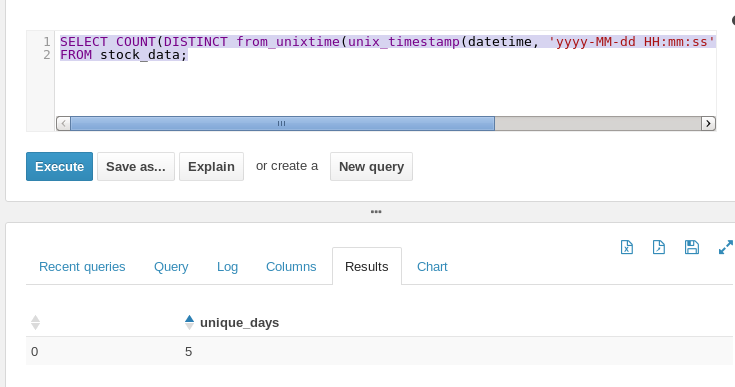 1 SELECT COUNT(DISTINCT from_unixtime(unix_timestamp(datetime, 'yyyy-MM-dd HH:mm:ss'
2 FROM stock_data;
Execute Save as... Explain or create a New query
Recent queries Query Log Columns Results Chart
unique_days
0 5